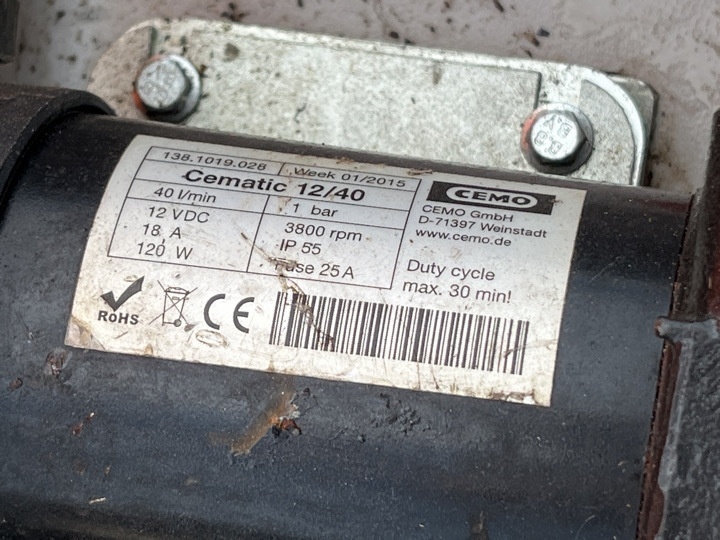 138.1019.028 Week 01/2015
Cematic 12/40
40 l/min 1 bar
12 VDC 3800 rpm
18 A IP 55
120 W Fuse 25 A
CEMO
CEMO GmbH
D-71397 Weinstadt
www.cemo.de
Duty cycle
max. 30 min!
RoHS
CE